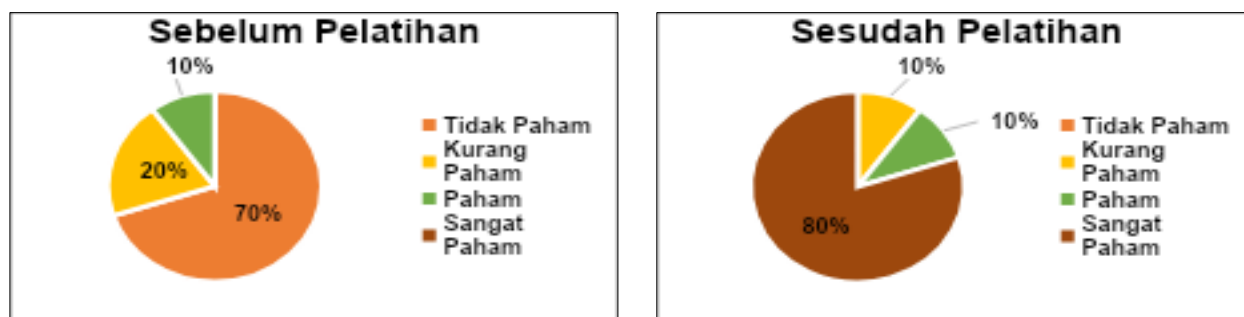 Sebelum Pelatihan
10%
20%
70%
Tidak Paham
Kurang
Paham
Paham
Sangat
Paham
Sesudah Pelatihan
10%
10%
80%
Tidak Paham
Kurang
Paham
Paham
Sangat
Paham